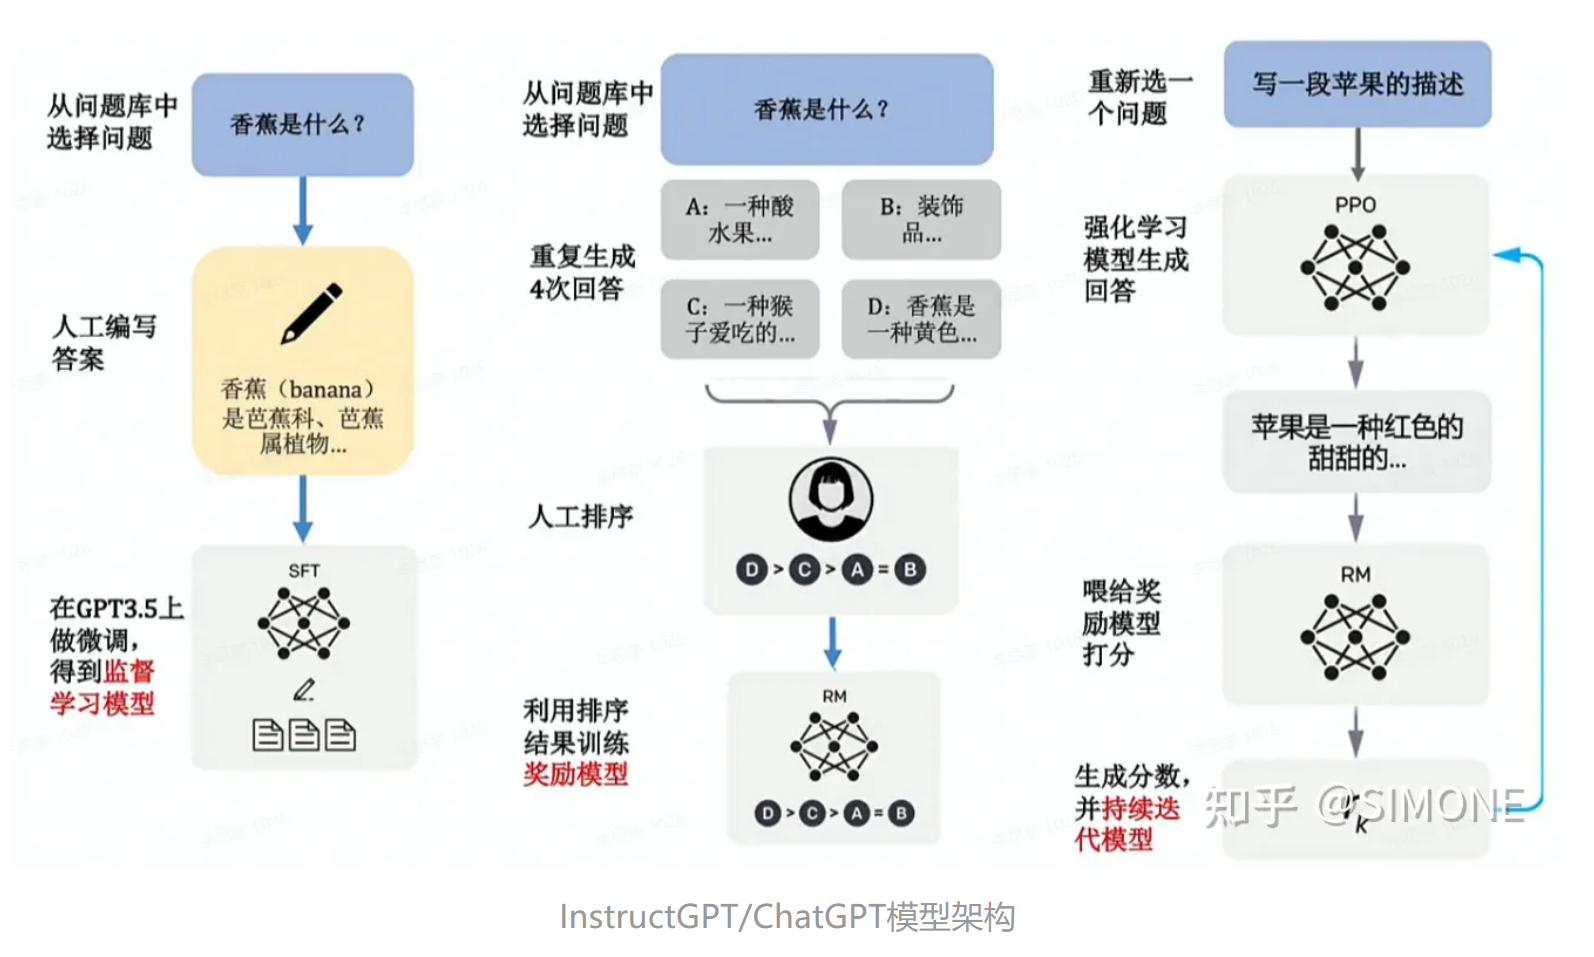 从问题库中
选择问题
香蕉是什么？
人工编写
答案
香蕉（banana）
是芭蕉科、芭蕉
属植物...
在GPT3.5上
做微调，
得到监督
学习模型
SFT
从问题库中
选择问题
香蕉是什么？
重复生成
4次回答
A：一种酸
水果...
B：装饰
品...
C：一种猴
子爱吃的...
D：香蕉是
一种黄色...
人工排序
D > C > A = B
利用排序
结果训练
奖励模型
RM
D > C > A = B
重新选一
个问题
写一段苹果的描述
强化学习
模型生成
回答
PPO
苹果是一种红色的
甜甜的...
喂给奖
励模型
打分
RM
生成分数，
并持续迭
代模型
rk
知乎 @SIMONE
InstructGPT/ChatGPT模型架构